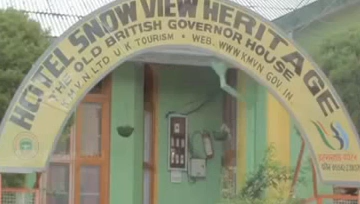 HOTEL SNOW VIEW HERITAGE
THE OLD BRITISH GOVERNOR HOUSE
K.M.V.N.LTD U.K.TOURISM • WEB. WWW.KMVN.GOV.IN